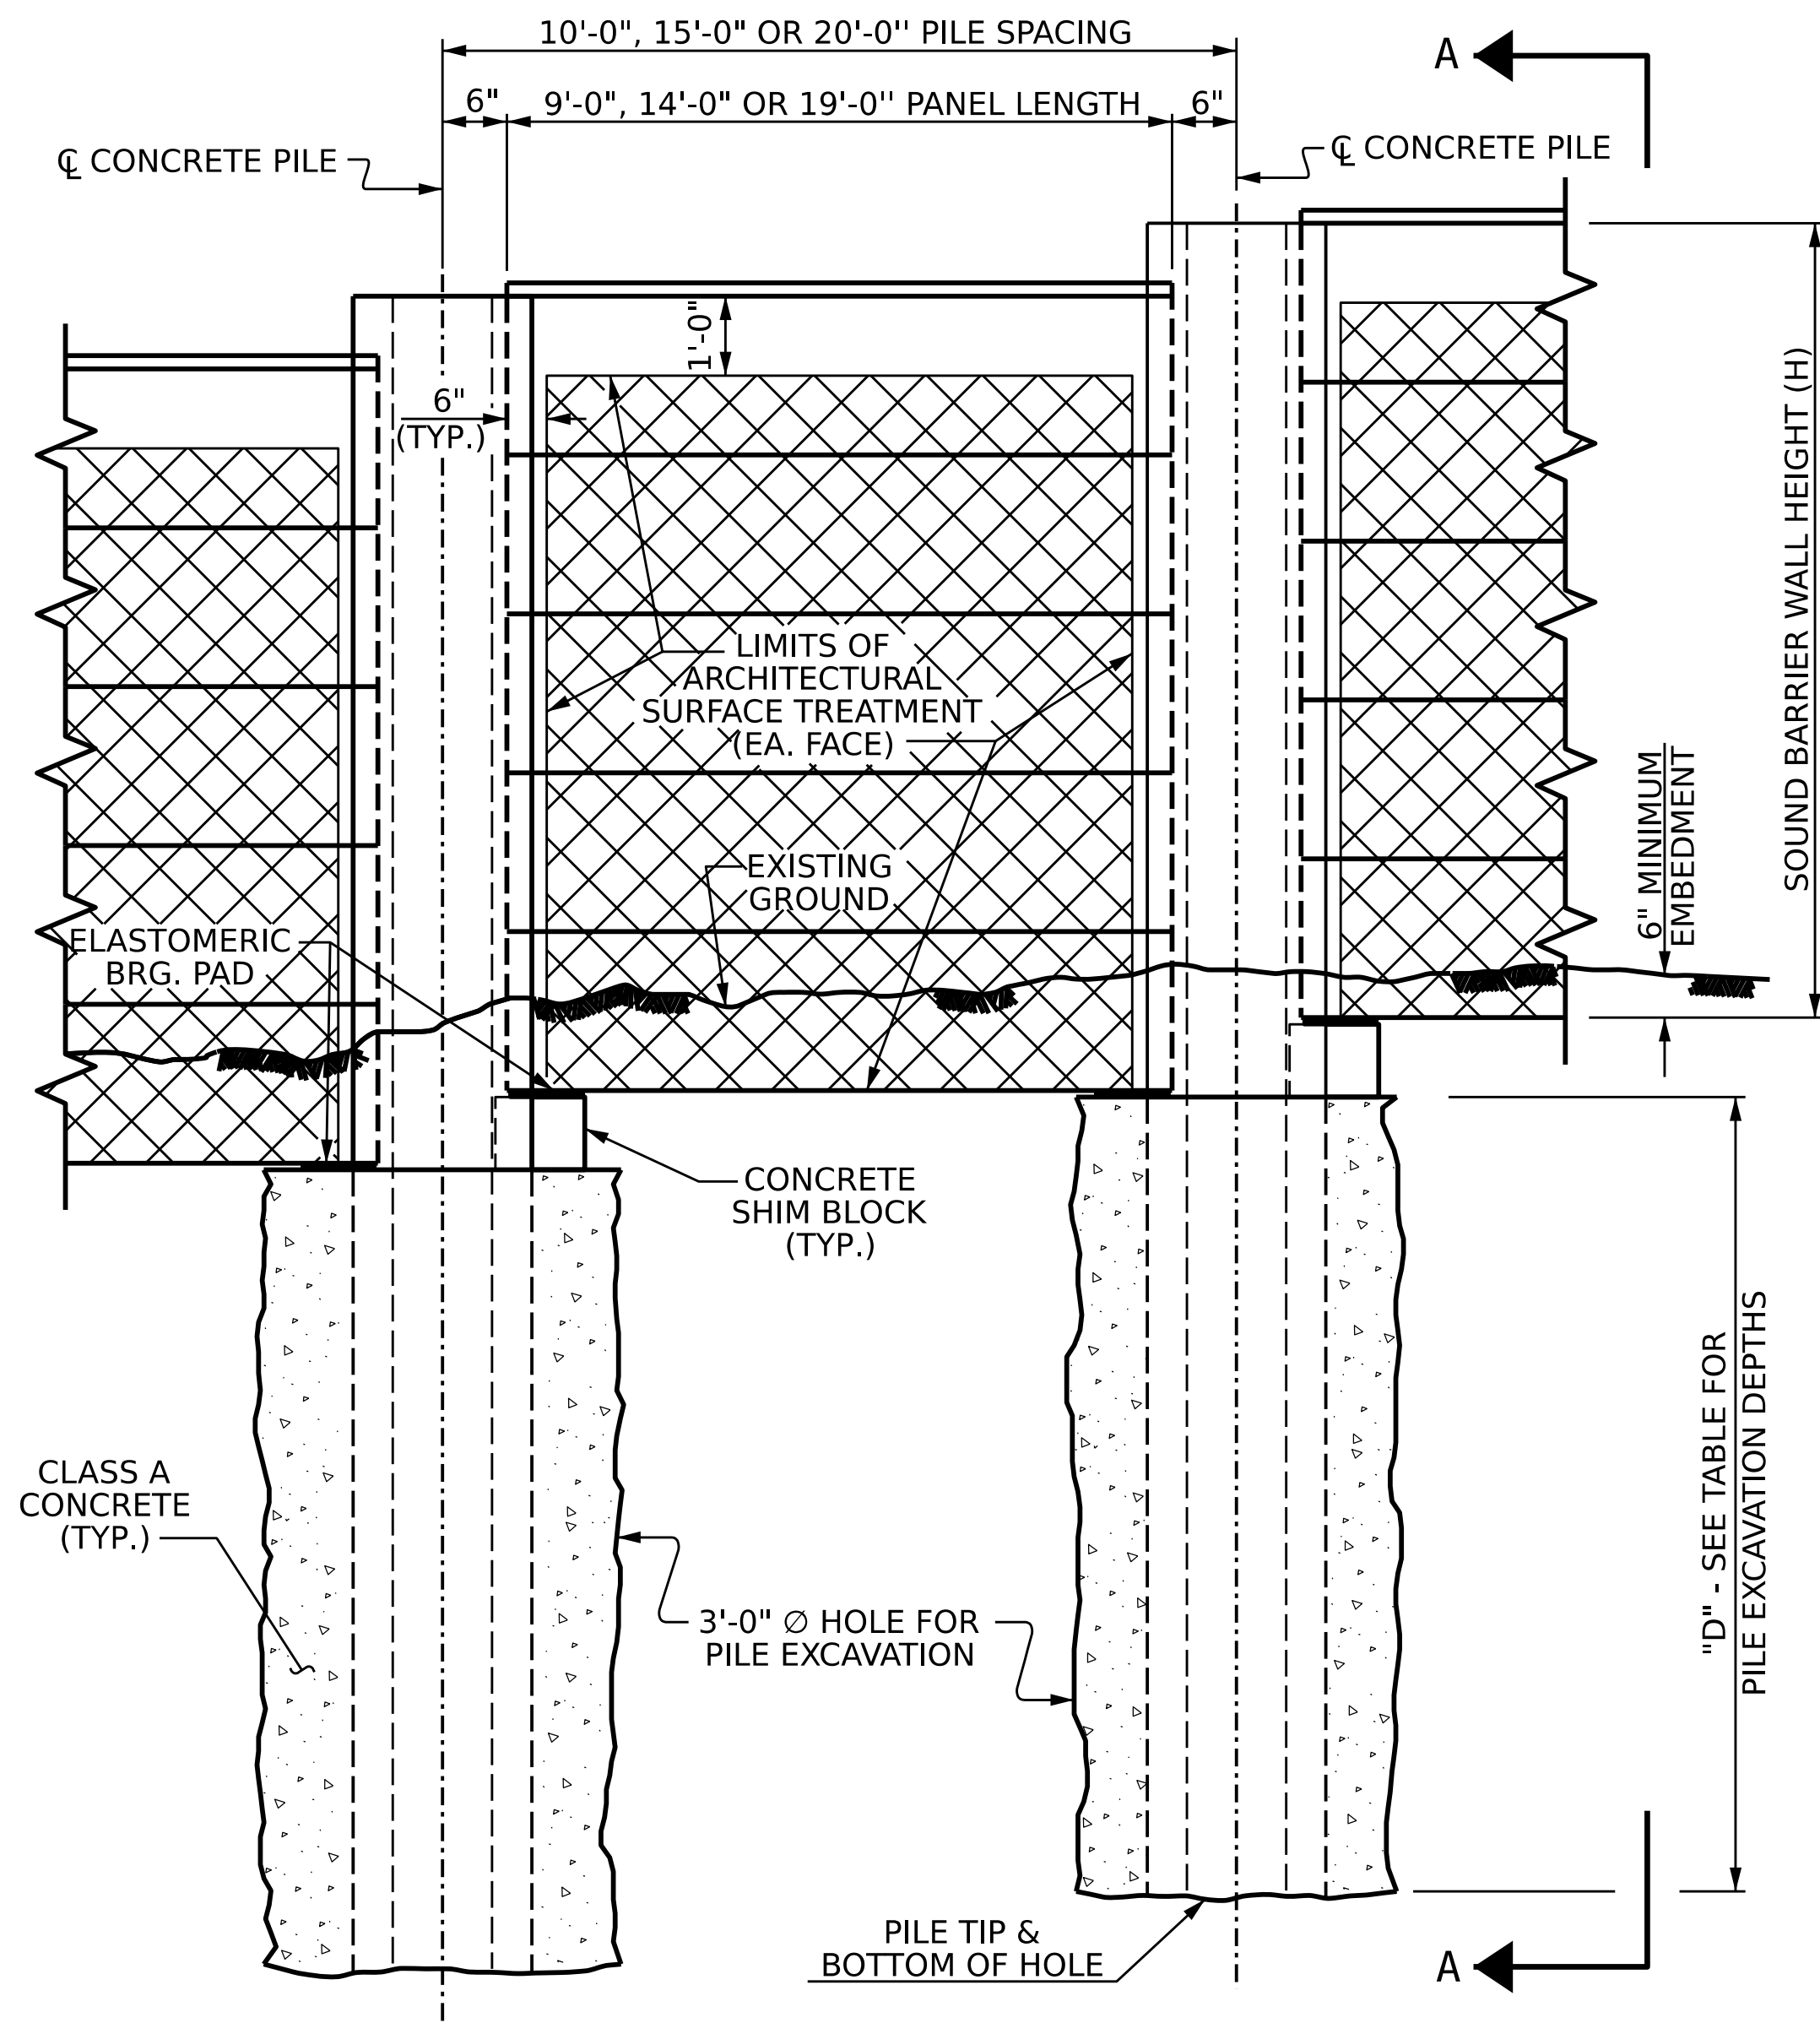 10'-0", 15'-0" OR 20'-0'' PILE SPACING
A
6"
9'-0", 14'-0" OR 19'-0'' PANEL LENGTH
6"
℄ CONCRETE PILE
℄ CONCRETE PILE
1'-0"
6"
(TYP.)
SOUND BARRIER WALL HEIGHT (H)
LIMITS OF
ARCHITECTURAL
SURFACE TREATMENT
(EA. FACE)
6" MINIMUM
EMBEDMENT
EXISTING
GROUND
ELASTOMERIC
BRG. PAD
CONCRETE
SHIM BLOCK
(TYP.)
"D" - SEE TABLE FOR
PILE EXCAVATION DEPTHS
CLASS A
CONCRETE
(TYP.)
3'-0" ∅ HOLE FOR
PILE EXCAVATION
PILE TIP &
BOTTOM OF HOLE
A